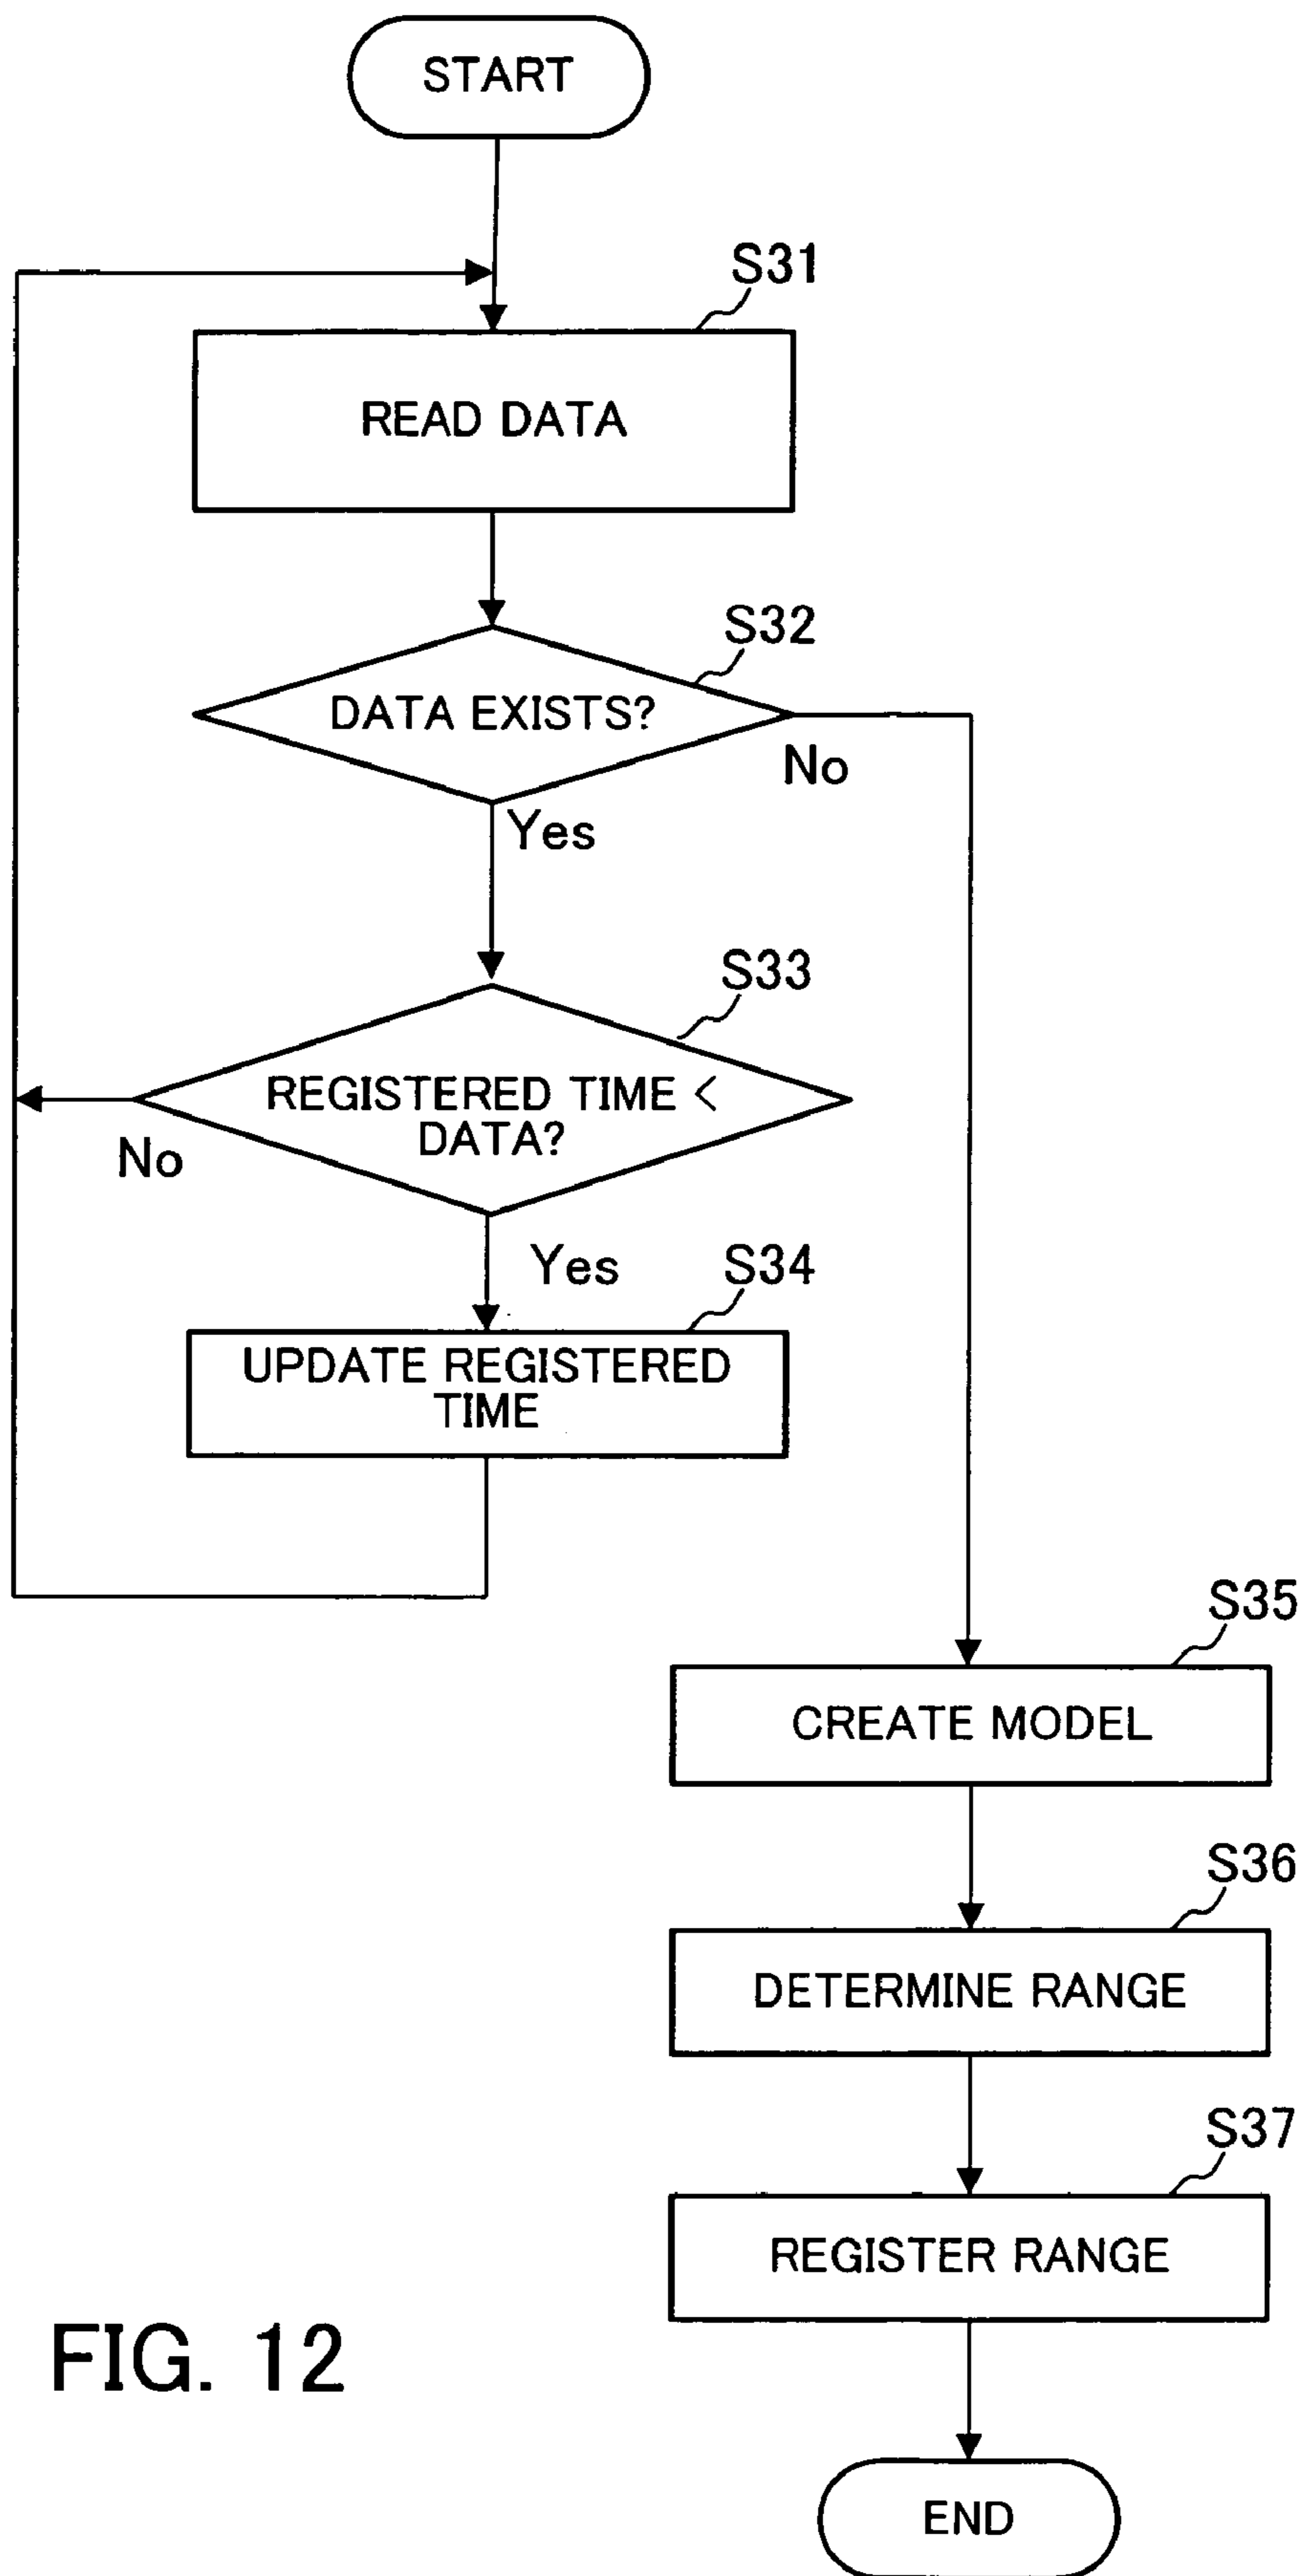 START
S31
READ DATA
S32
DATA EXISTS?
No
Yes
S33
REGISTERED TIME <
DATA?
No
Yes
S34
UPDATE REGISTERED
TIME
S35
CREATE MODEL
S36
DETERMINE RANGE
S37
REGISTER RANGE
FIG. 12
END